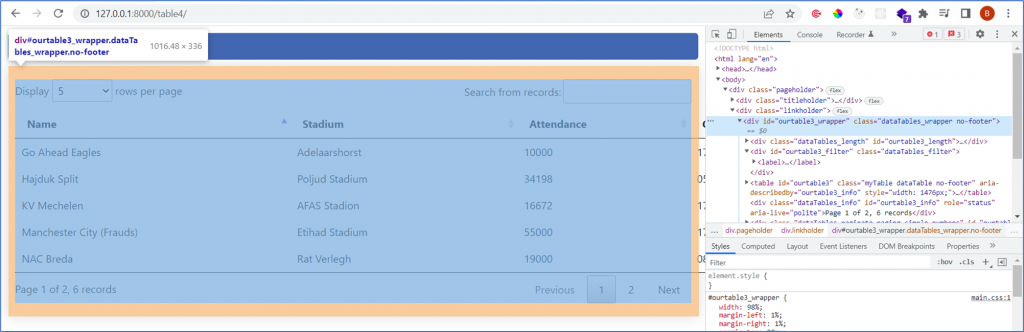 127.0.0.1:8000/table4/
7
B
div#ourtable3_wrapper.dataTa
bles_wrapper.no-footer
1016.48 × 336
Display 5 rows per page
Search from records:
Name Stadium Attendance
Go Ahead Eagles Adelaarshorst 10000 17
Hajduk Split Poljud Stadium 34198 05
KV Mechelen AFAS Stadion 16672
Manchester City (Frauds) Etihad Stadium 55000 17
NAC Breda Rat Verlegh 19000 08
Page 1 of 2, 6 records
Previous 1 2 Next
Elements Console Recorder » 1 3
<!DOCTYPE html>
<html lang="en">
<head>…</head>
<body>
<div class="pageholder"> flex
<div class="titleholder">…</div> flex
<div class="linkholder">
<div id="ourtable3_wrapper" class="dataTables_wrapper no-footer">
== $0
<div class="dataTables_length" id="ourtable3_length">…</div>
<div id="ourtable3_filter" class="dataTables_filter">
<label>…</label>
</div>
<table id="ourtable3" class="myTable dataTable no-footer" aria-
describedby="ourtable3_info" style="width: 1476px;">…</table>
<div class="dataTables_info" id="ourtable3_info" role="status"
aria-live="polite">Page 1 of 2, 6 records</div>
… div.pageholder div.linkholder div#ourtable3_wrapper.dataTables_wrapper.no-footer …
Styles Computed Layout Event Listeners DOM Breakpoints Properties »
Filter :hov .cls
element.style {
}
#ourtable3_wrapper { main.css:1
width: 98%;
margin-left: 1%;
margin-right: 1%;